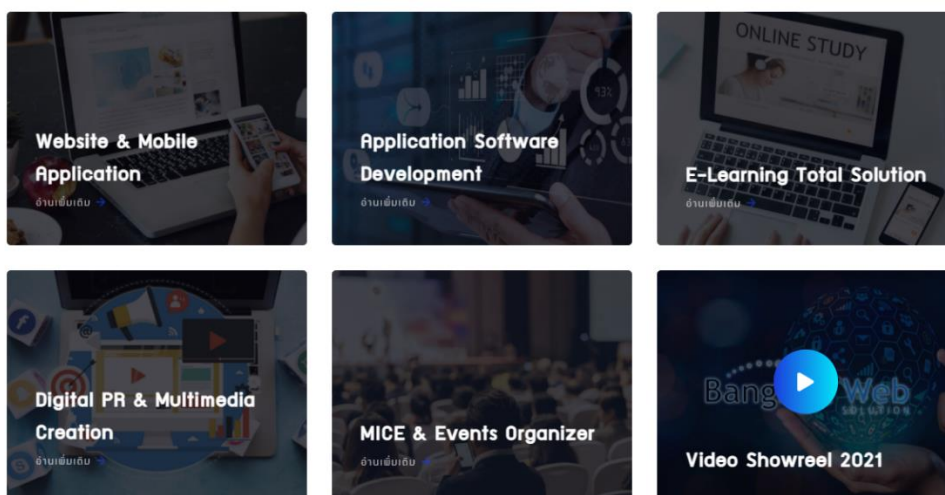 Website & Mobile
Application
อ่านเพิ่มเติม →
Application Software
Development
อ่านเพิ่มเติม →
93%
ONLINE STUDY
E-Learning Total Solution
อ่านเพิ่มเติม →
Digital PR & Multimedia
Creation
อ่านเพิ่มเติม →
MICE & Events Organizer
อ่านเพิ่มเติม →
Bang Web
SOLUTION
Video Showreel 2021